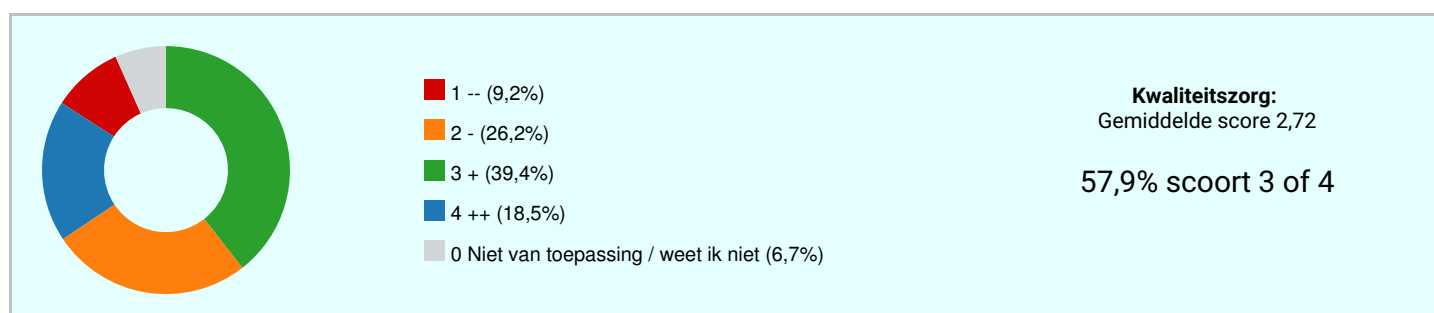 1 -- (9,2%)
2 - (26,2%)
3 + (39,4%)
4 ++ (18,5%)
0 Niet van toepassing / weet ik niet (6,7%)
Kwaliteitszorg:
Gemiddelde score 2,72
57,9% scoort 3 of 4